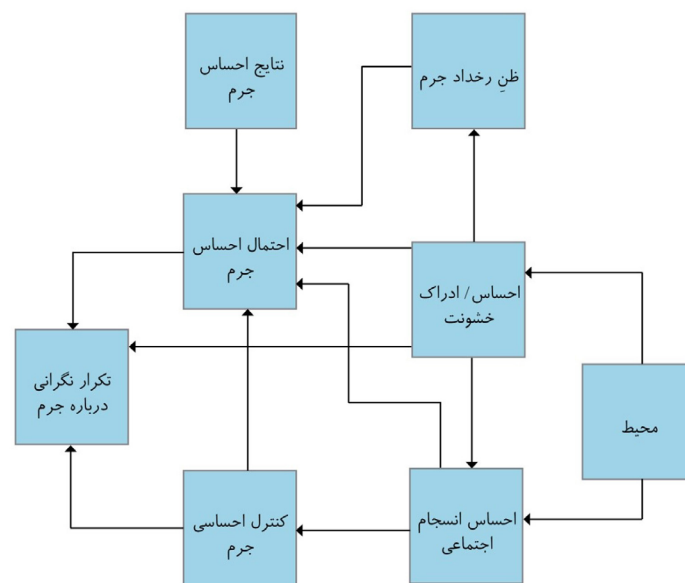 نتایج احساس
جرم
ظنِ رخداد جرم
احتمال احساس
جرم
احساس/ ادراک
خشونت
تکرار نگرانی
درباره جرم
محیط
کنترل احساسی
جرم
احساس انسجام
اجتماعی